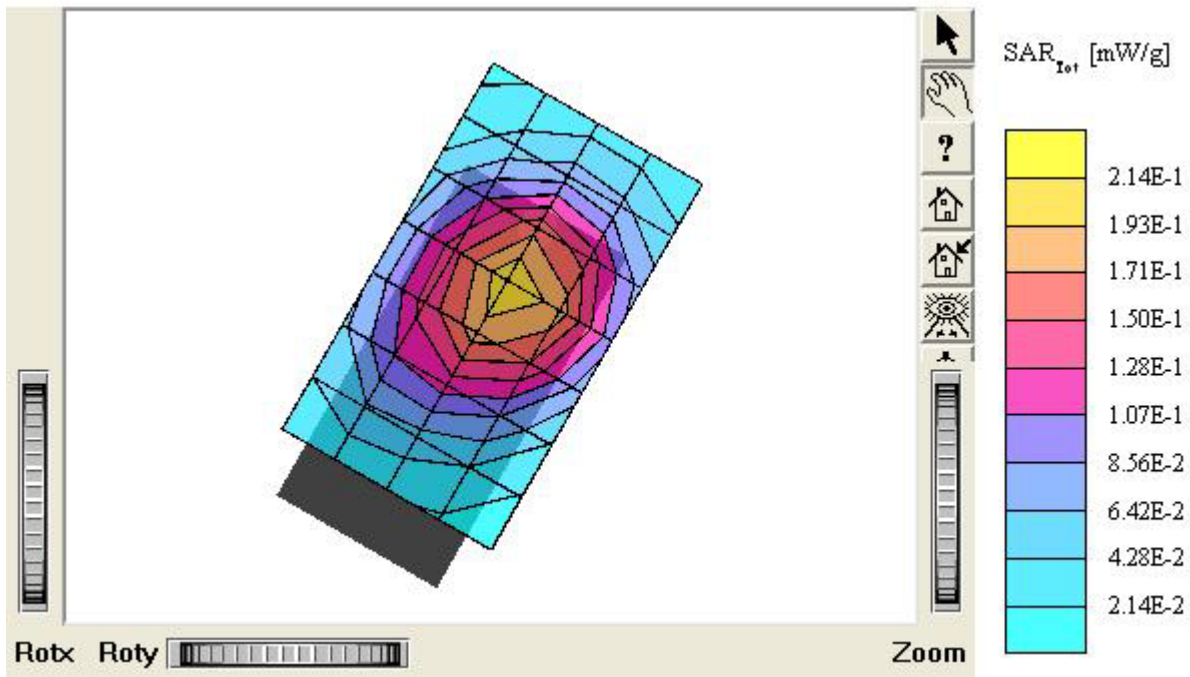 SAR_Tot [mW/g]
?
2.14E-1
1.93E-1
1.71E-1
1.50E-1
1.28E-1
1.07E-1
8.56E-2
6.42E-2
4.28E-2
2.14E-2
Rotx Roty Zoom